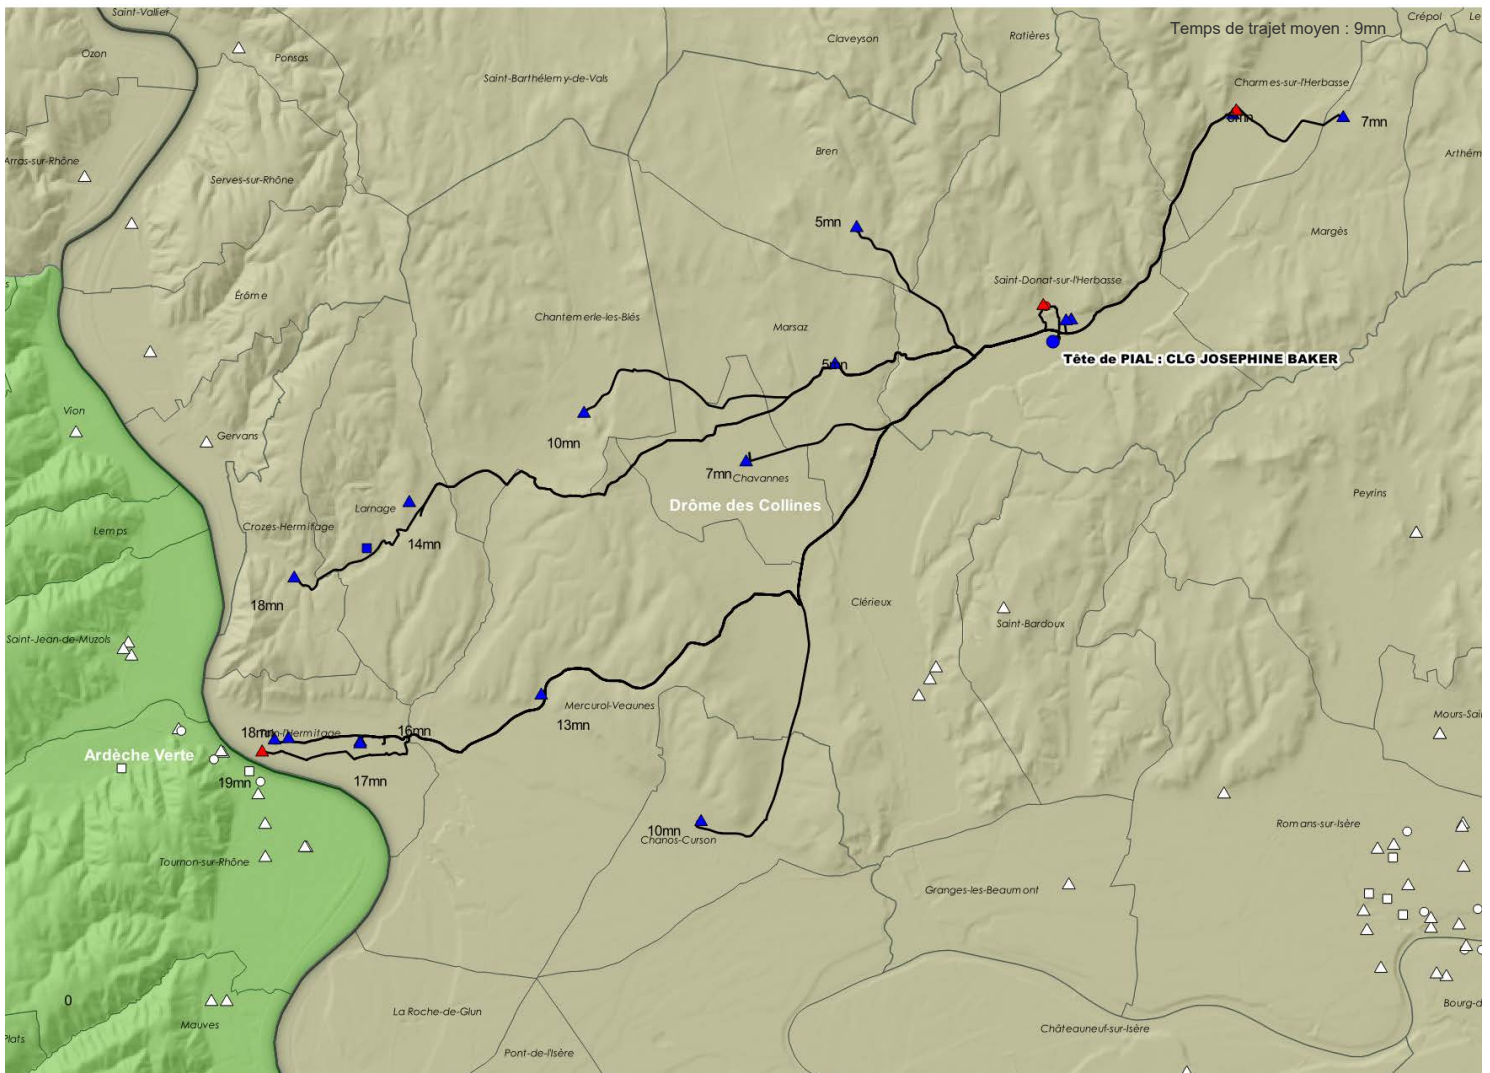 Saint-Vallier
Crépol
Le
Temps de trajet moyen : 9mn
Claveyson
Ratières
Ozon
Ponsas
Saint-Barthélemy-de-Vals
Charmes-sur-l'Herbasse
7mn
Bren
Arras-sur-Rhône
Arthém
Serves-sur-Rhône
5mn
Margès
Saint-Donat-sur-l'Herbasse
s
Érôme
Chantemerle-les-Blés
Marsaz
Tête de PIAL : CLG JOSEPHINE BAKER
5mn
Vion
Gervans
10mn
7mn
Chavannes
Peyrins
Drôme des Collines
Larnage
Crozes-Hermitage
Lemps
14mn
18mn
Clérieux
Saint-Bardoux
Saint-Jean-de-Muzols
Mercurol-Veaunes
Mours-Sai
13mn
18mn
n-l'Hermitage
16mn
Ardèche Verte
19mn
17mn
10mn
Chanos-Curson
Romans-sur-Isère
Tournon-sur-Rhône
Granges-les-Beaumont
0
Bourg-d
La Roche-de-Glun
Mauves
Châteauneuf-sur-Isère
Plats
Pont-de-l'Isère